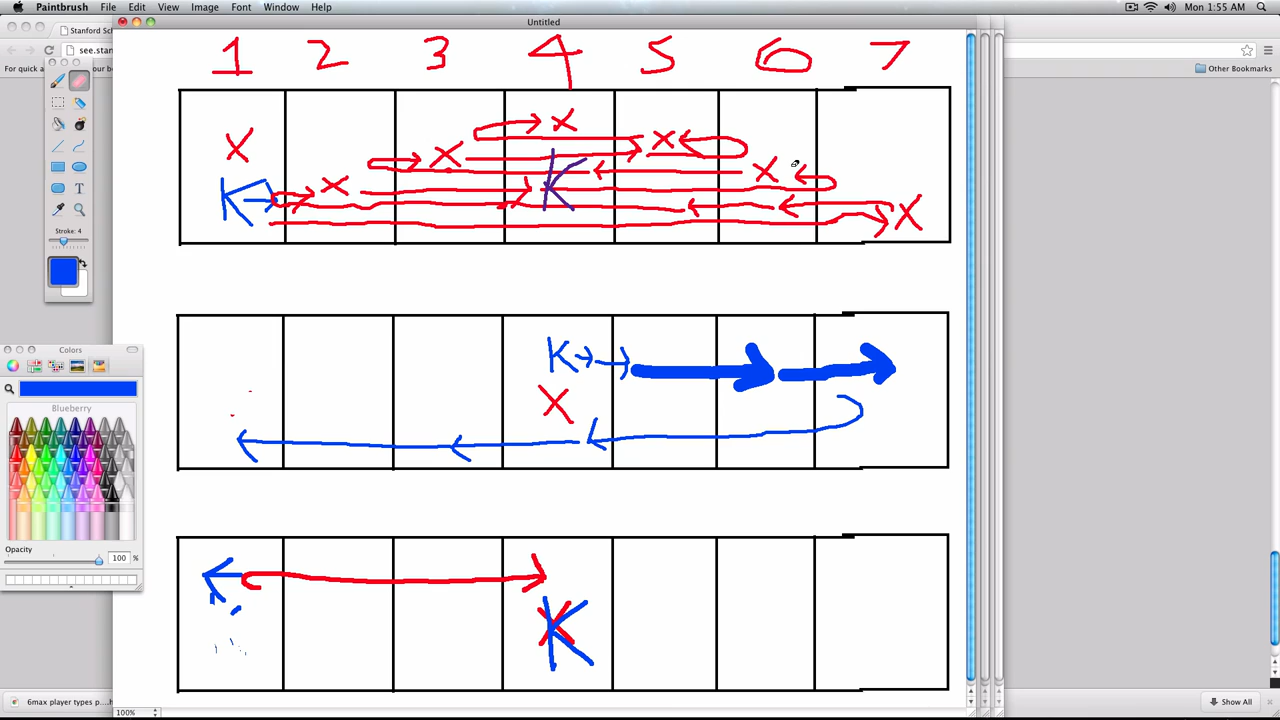 Paintbrush File Edit View Image Font Window Help
1:55 AM
Untitled
Stanford Sch
see.stan
For quick
our boo
Other Bookmarks
1 2 3 4 5 6 7
X X X X X X X
K K
Stroke: 4
Colors
Blueberry
K
X
Opacity
100 %
X
K
6max player types p....h
Show All
100%